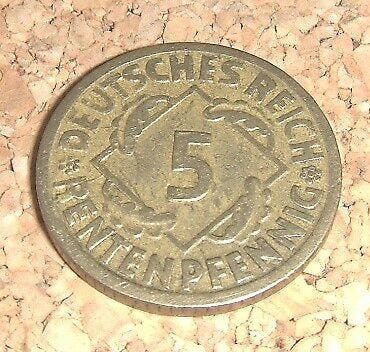 DEUTSCHES REICH
5
RENTENPFENNIG